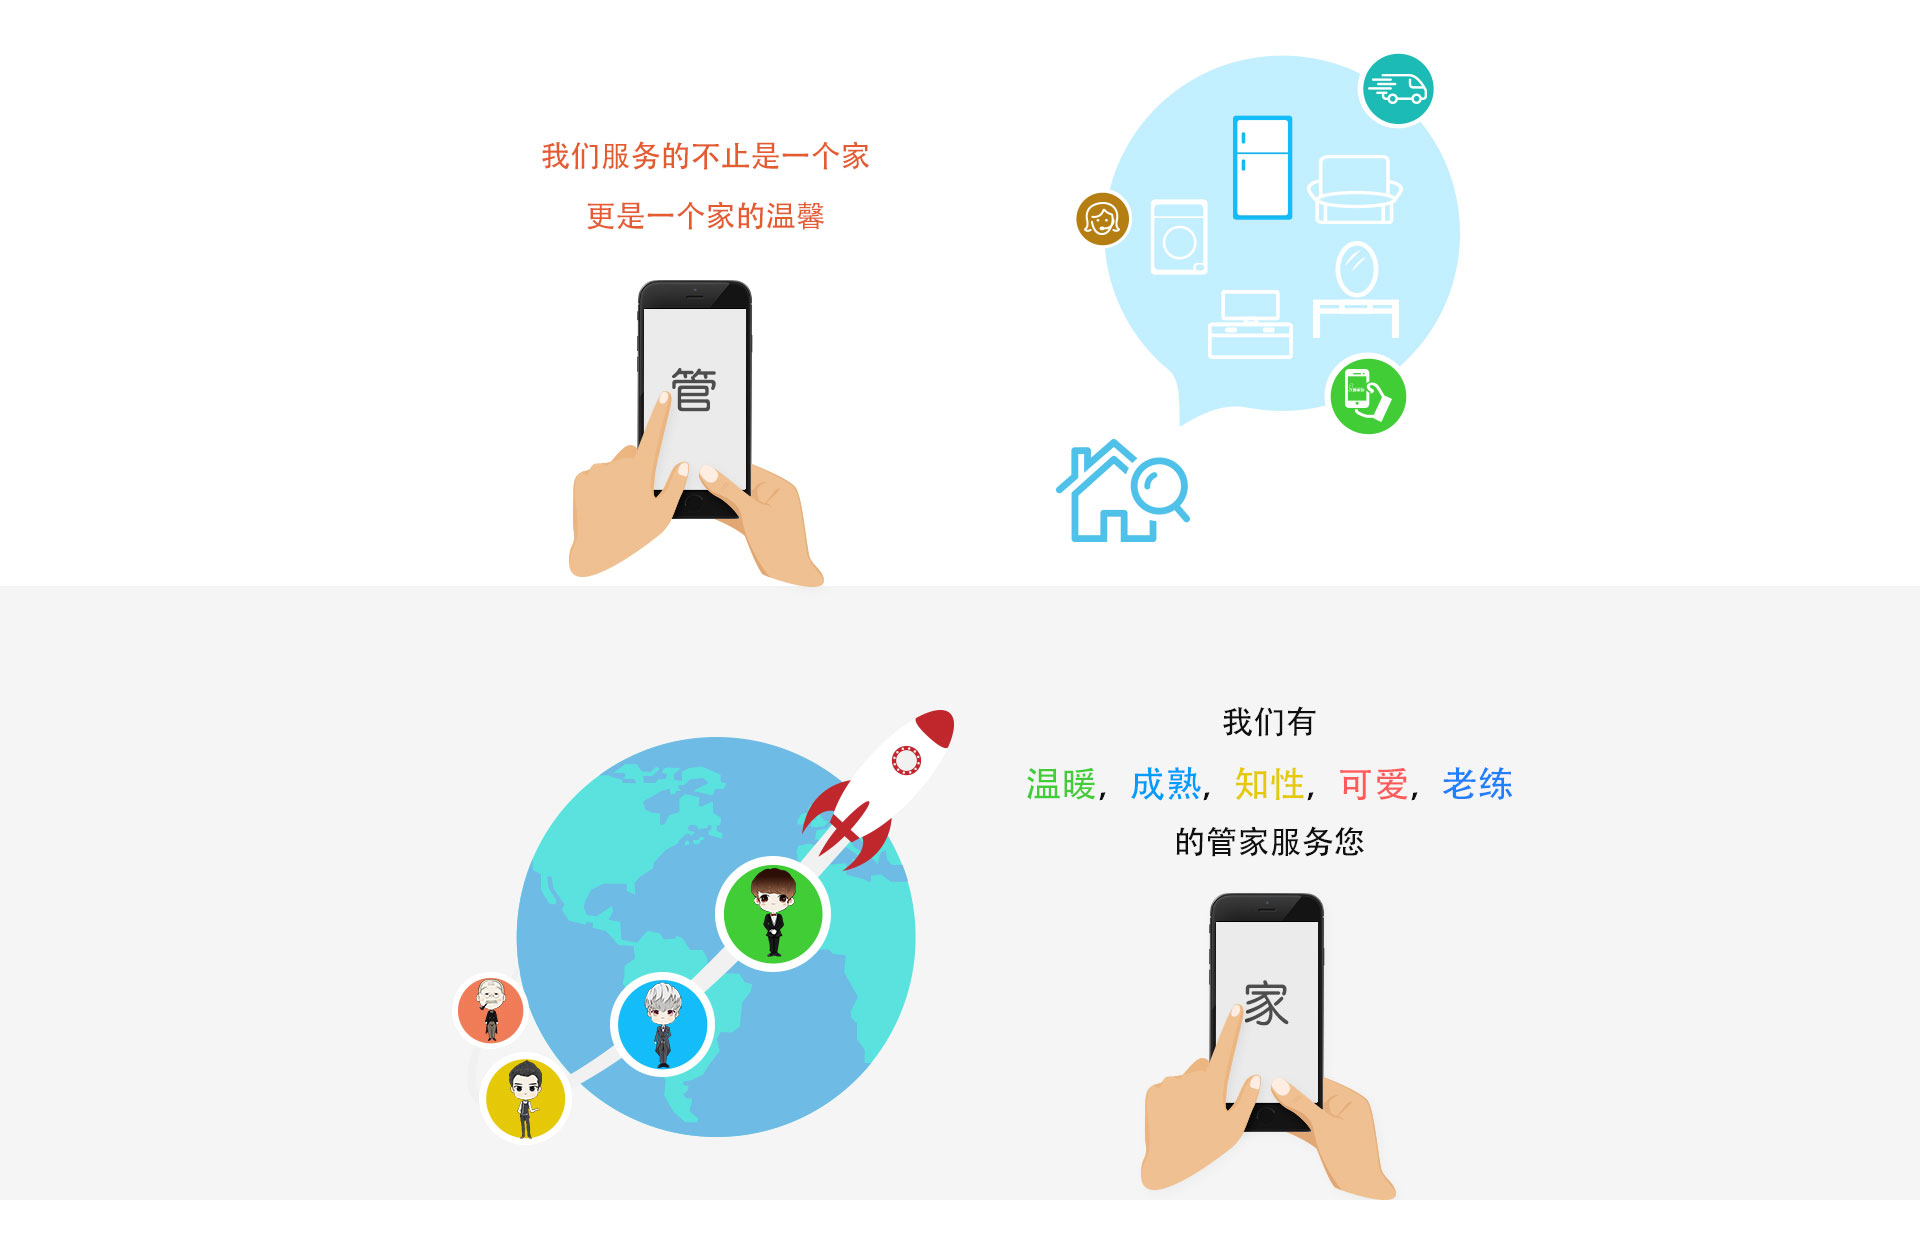 我们服务的不止是一个家
更是一个家的温馨
管
我们有
温暖, 成熟, 知性, 可爱, 老练
的管家服务您
家